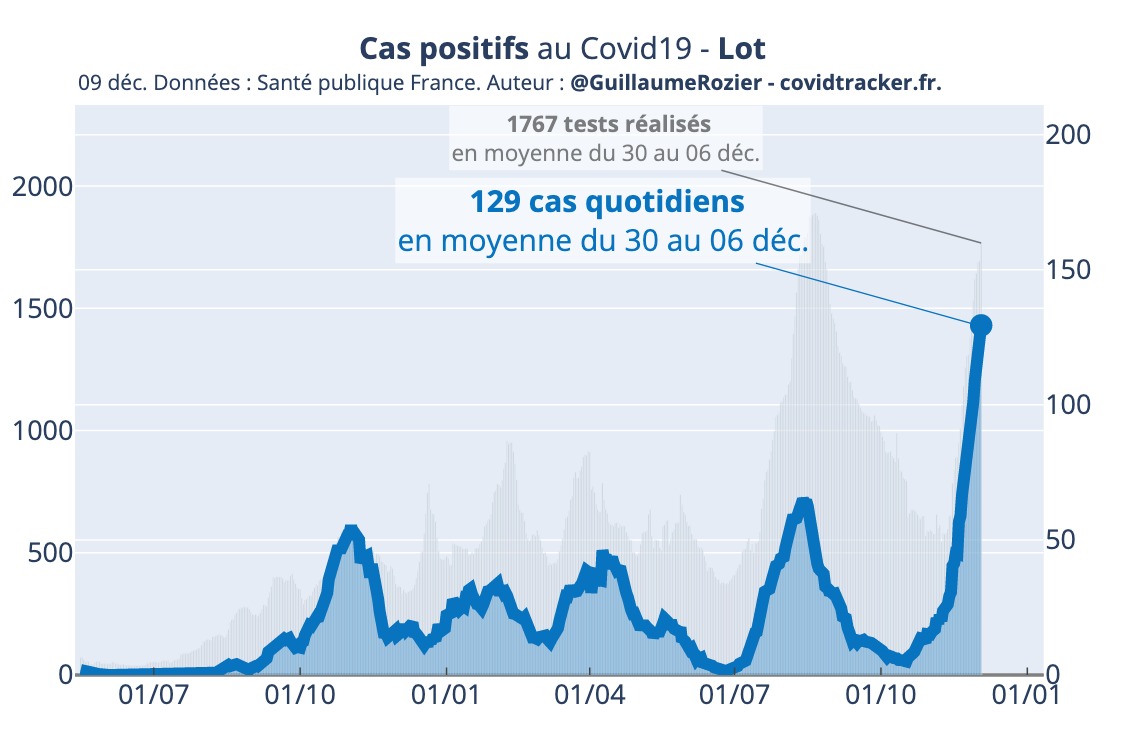 Cas positifs au Covid19 - Lot
09 déc. Données : Santé publique France. Auteur : @GuillaumeRozier - covidtracker.fr.
1767 tests réalisés
en moyenne du 30 au 06 déc.
129 cas quotidiens
en moyenne du 30 au 06 déc.
200
2000
150
1500
1000
100
500
50
0
0
01/07 01/10 01/01 01/04 01/07 01/10 01/01